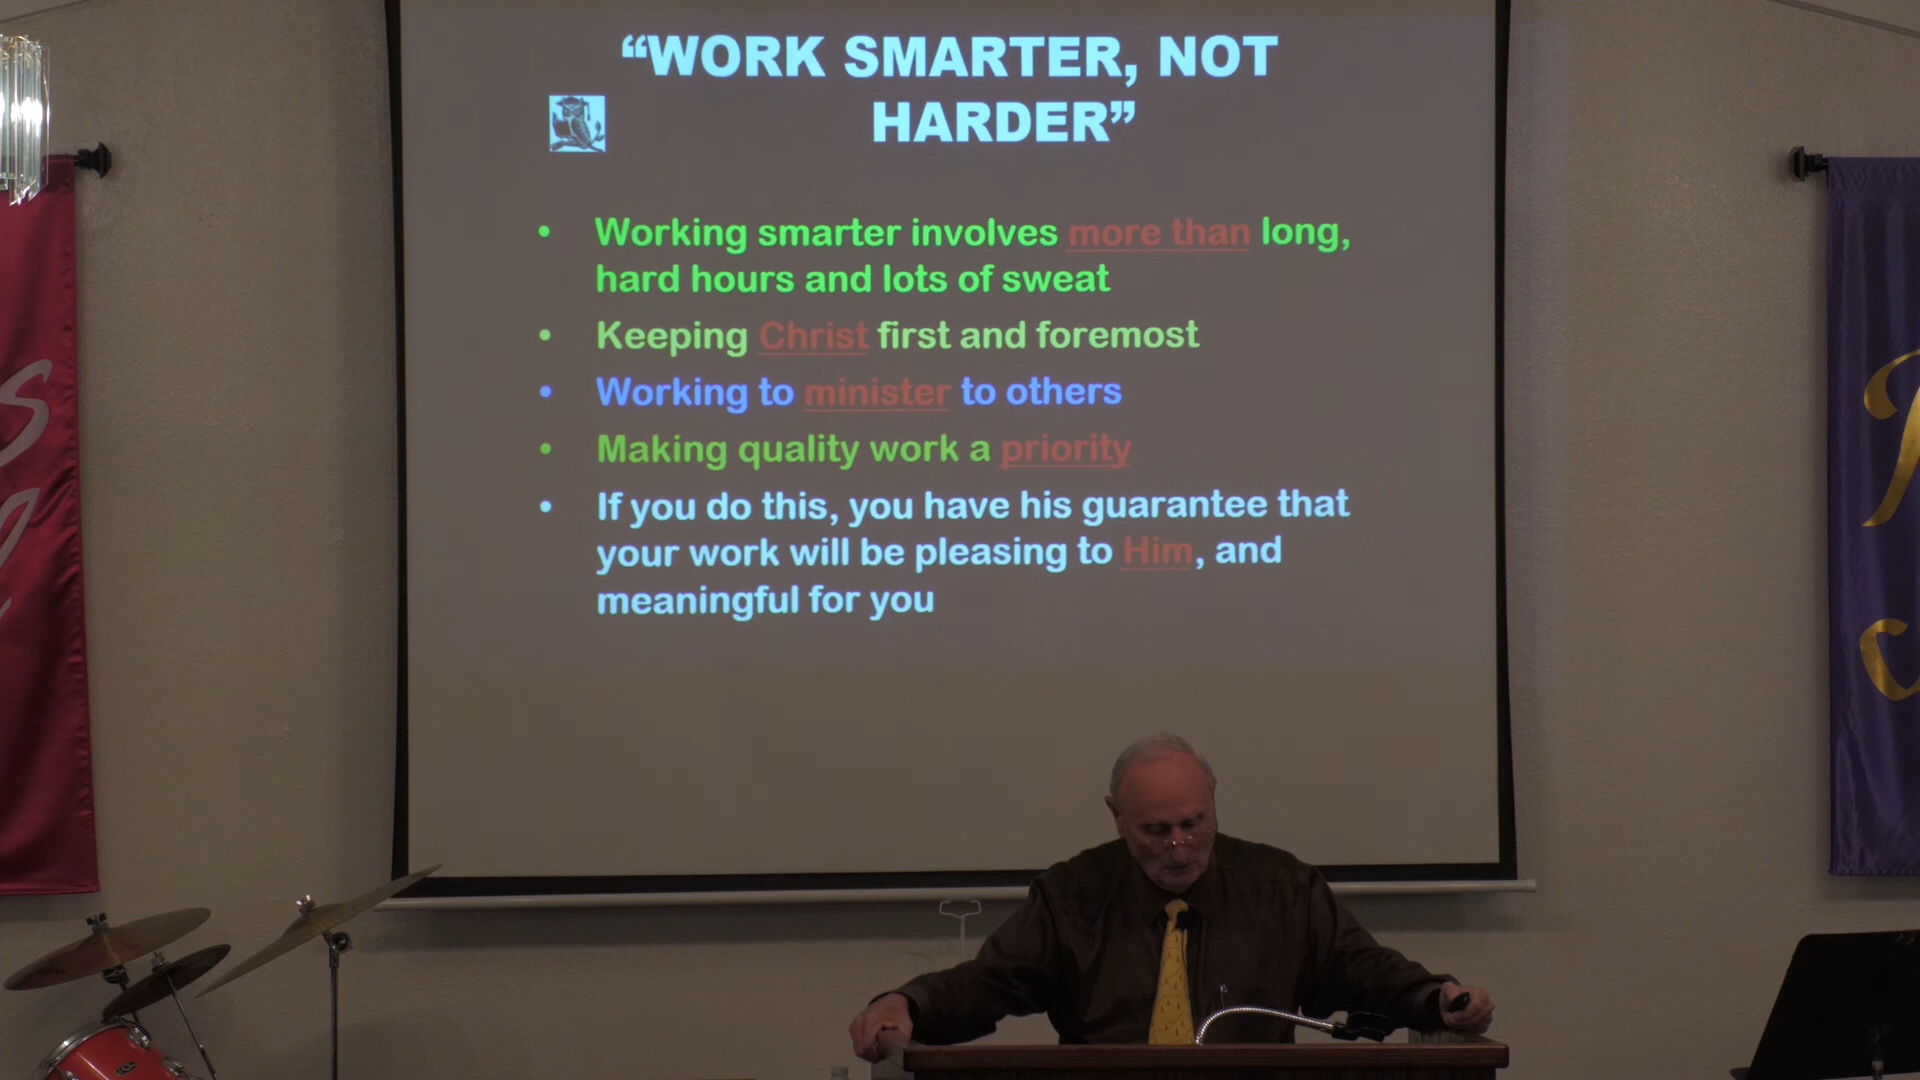 “WORK SMARTER, NOT
HARDER”
• Working smarter involves more than long,
hard hours and lots of sweat
• Keeping Christ first and foremost
• Working to minister to others
• Making quality work a priority
• If you do this, you have his guarantee that
your work will be pleasing to Him, and
meaningful for you